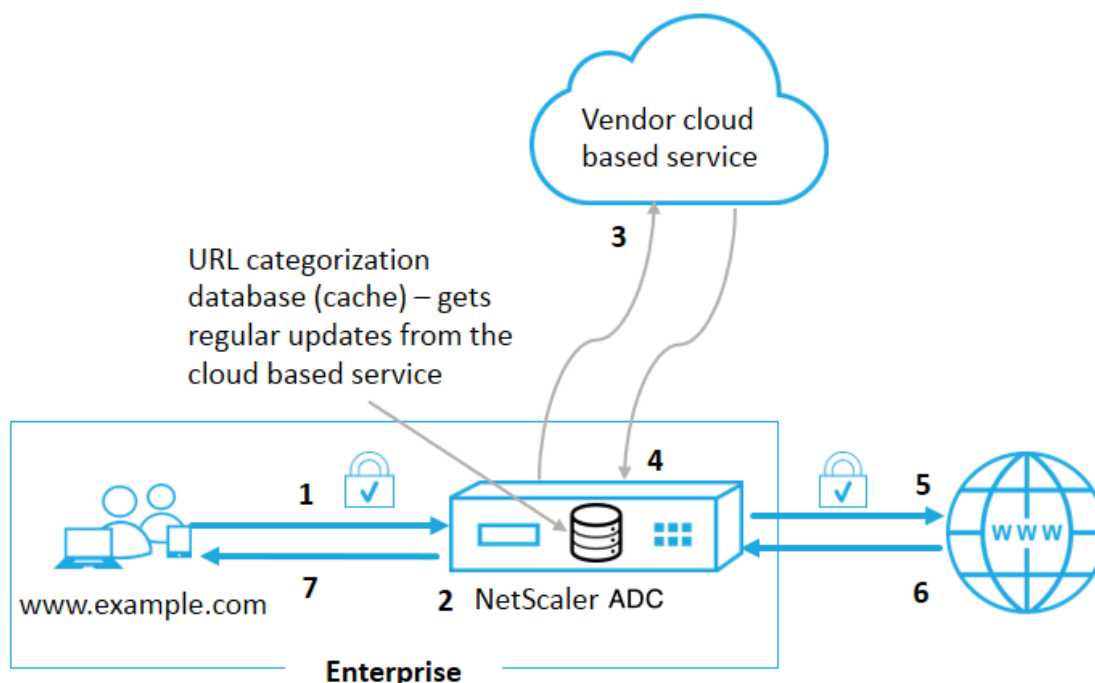 Vendor cloud
based service
3
URL categorization
database (cache) – gets
regular updates from the
cloud based service
4
1
5
www
7
2
6
www.example.com
NetScaler ADC
Enterprise